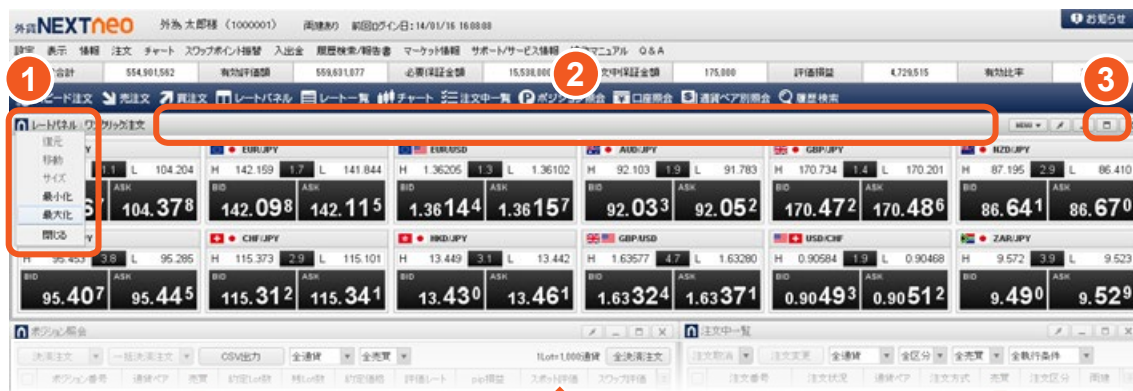 外貨NEXTneo 外為 太郎様 (1000001) 両建あり 前回ログイン日:14/01/16 16:08:08 お知らせ
設定 表示 情報 注文 チャート スワップポイント振替 入出金 履歴検索/報告書 マーケット情報 サポート/サービス情報 マニュアル Q&A
合計 554,901,562 有効評価額 559,631,077 必要保証金額 15,538,000 注文中保証金額 175,000 評価損益 4,729,515 有効比率
1 2 3
スピード注文 売注文 買注文 レートパネル レート一覧 チャート 注文中一覧 ポジション照会 口座照会 通貨ペア別照会 履歴検索
レートパネル ワンクリック注文 MENU
復元
移動
サイズ
最小化
最大化
閉じる
EUR/JPY EUR/USD AUD/JPY GBP/JPY NZD/JPY
1.1 L 104.204 H 142.159 1.7 L 141.844 H 1.36205 1.3 L 1.36102 H 92.103 1.9 L 91.783 H 170.734 1.4 L 170.201 H 87.195 2.9 L 86.410
ASK BID ASK BID ASK BID ASK BID ASK BID ASK
104.378 142.098 142.115 1.36144 1.36157 92.033 92.052 170.472 170.486 86.641 86.670
CHF/JPY HKD/JPY GBP/USD USD/CHF ZAR/JPY
H 95.453 3.8 L 95.285 H 115.373 2.9 L 115.101 H 13.449 3.1 L 13.442 H 1.63577 4.7 L 1.63280 H 0.90584 1.9 L 0.90468 H 9.572 3.9 L 9.523
BID ASK BID ASK BID ASK BID ASK BID ASK BID ASK
95.407 95.445 115.312 115.341 13.430 13.461 1.63324 1.63371 0.90493 0.90512 9.490 9.529
ポジション照会 注文中一覧
決済注文 一括決済注文 CSV出力 全通貨 全売買 1Lot=1,000通貨 全決済注文 注文取消 注文変更 全通貨 全区分 全売買 全執行条件
ポジション番号 通貨ペア 売買 約定Lot数 残Lot数 約定価格 評価レート pip損益 スポット評価 スワップ評価 注文番号 注文状況 通貨ペア 注文方式 売買 注文区分